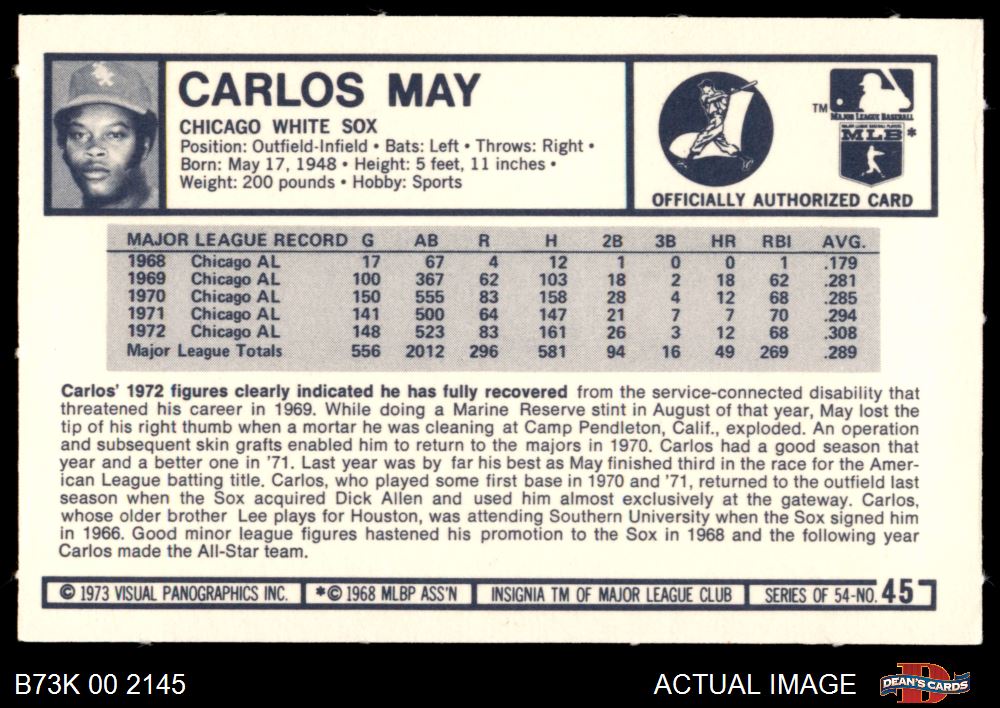 CARLOS MAY
CHICAGO WHITE SOX
Position: Outfield-Infield • Bats: Left • Throws: Right •
Born: May 17, 1948 • Height: 5 feet, 11 inches •
Weight: 200 pounds • Hobby: Sports
TM
MAJOR LEAGUE BASEBALL
MAJOR LEAGUE BASEBALL PLAYERS
MLB *
OFFICIALLY AUTHORIZED CARD
MAJOR LEAGUE RECORD G AB R H 2B 3B HR RBI AVG.
1968 Chicago AL 17 67 4 12 1 0 0 1 .179
1969 Chicago AL 100 367 62 103 18 2 18 62 .281
1970 Chicago AL 150 555 83 158 28 4 12 68 .285
1971 Chicago AL 141 500 64 147 21 7 7 70 .294
1972 Chicago AL 148 523 83 161 26 3 12 68 .308
Major League Totals 556 2012 296 581 94 16 49 269 .289
Carlos' 1972 figures clearly indicated he has fully recovered from the service-connected disability that
threatened his career in 1969. While doing a Marine Reserve stint in August of that year, May lost the
tip of his right thumb when a mortar he was cleaning at Camp Pendleton, Calif., exploded. An operation
and subsequent skin grafts enabled him to return to the majors in 1970. Carlos had a good season that
year and a better one in '71. Last year was by far his best as May finished third in the race for the Amer-
ican League batting title. Carlos, who played some first base in 1970 and '71, returned to the outfield last
season when the Sox acquired Dick Allen and used him almost exclusively at the gateway. Carlos,
whose older brother Lee plays for Houston, was attending Southern University when the Sox signed him
in 1966. Good minor league figures hastened his promotion to the Sox in 1968 and the following year
Carlos made the All-Star team.
© 1973 VISUAL PANOGRAPHICS INC. *© 1968 MLBP ASS'N INSIGNIA TM OF MAJOR LEAGUE CLUB SERIES OF 54-NO. 45
B73K 00 2145 ACTUAL IMAGE D DEAN'S CARDS